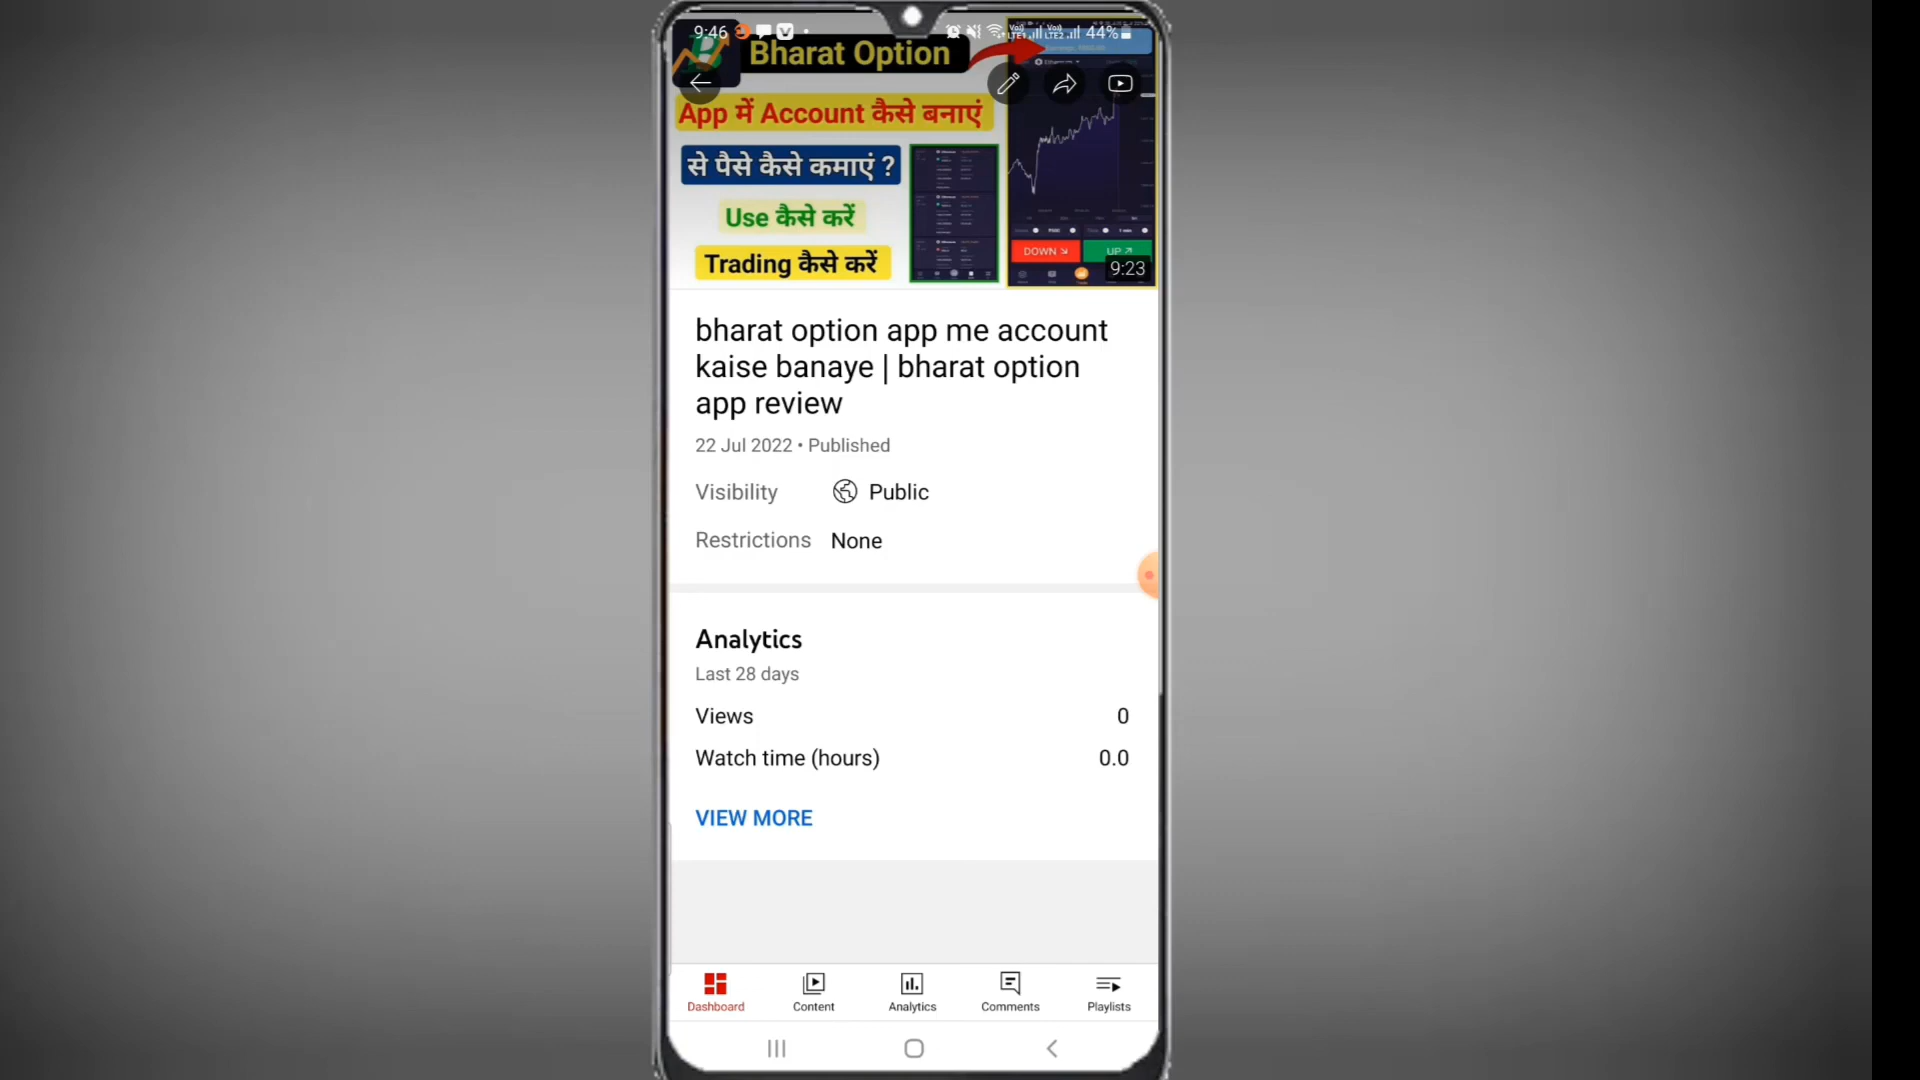 9:46
44%
Bharat Option
App में Account कैसे बनाएं
से पैसे कैसे कमाएं ?
Use कैसे करें
Trading कैसे करें
DOWN
UP
9:23
bharat option app me account
kaise banaye | bharat option
app review
22 Jul 2022 • Published
Visibility Public
Restrictions None
Analytics
Last 28 days
Views 0
Watch time (hours) 0.0
VIEW MORE
Dashboard Content Analytics Comments Playlists